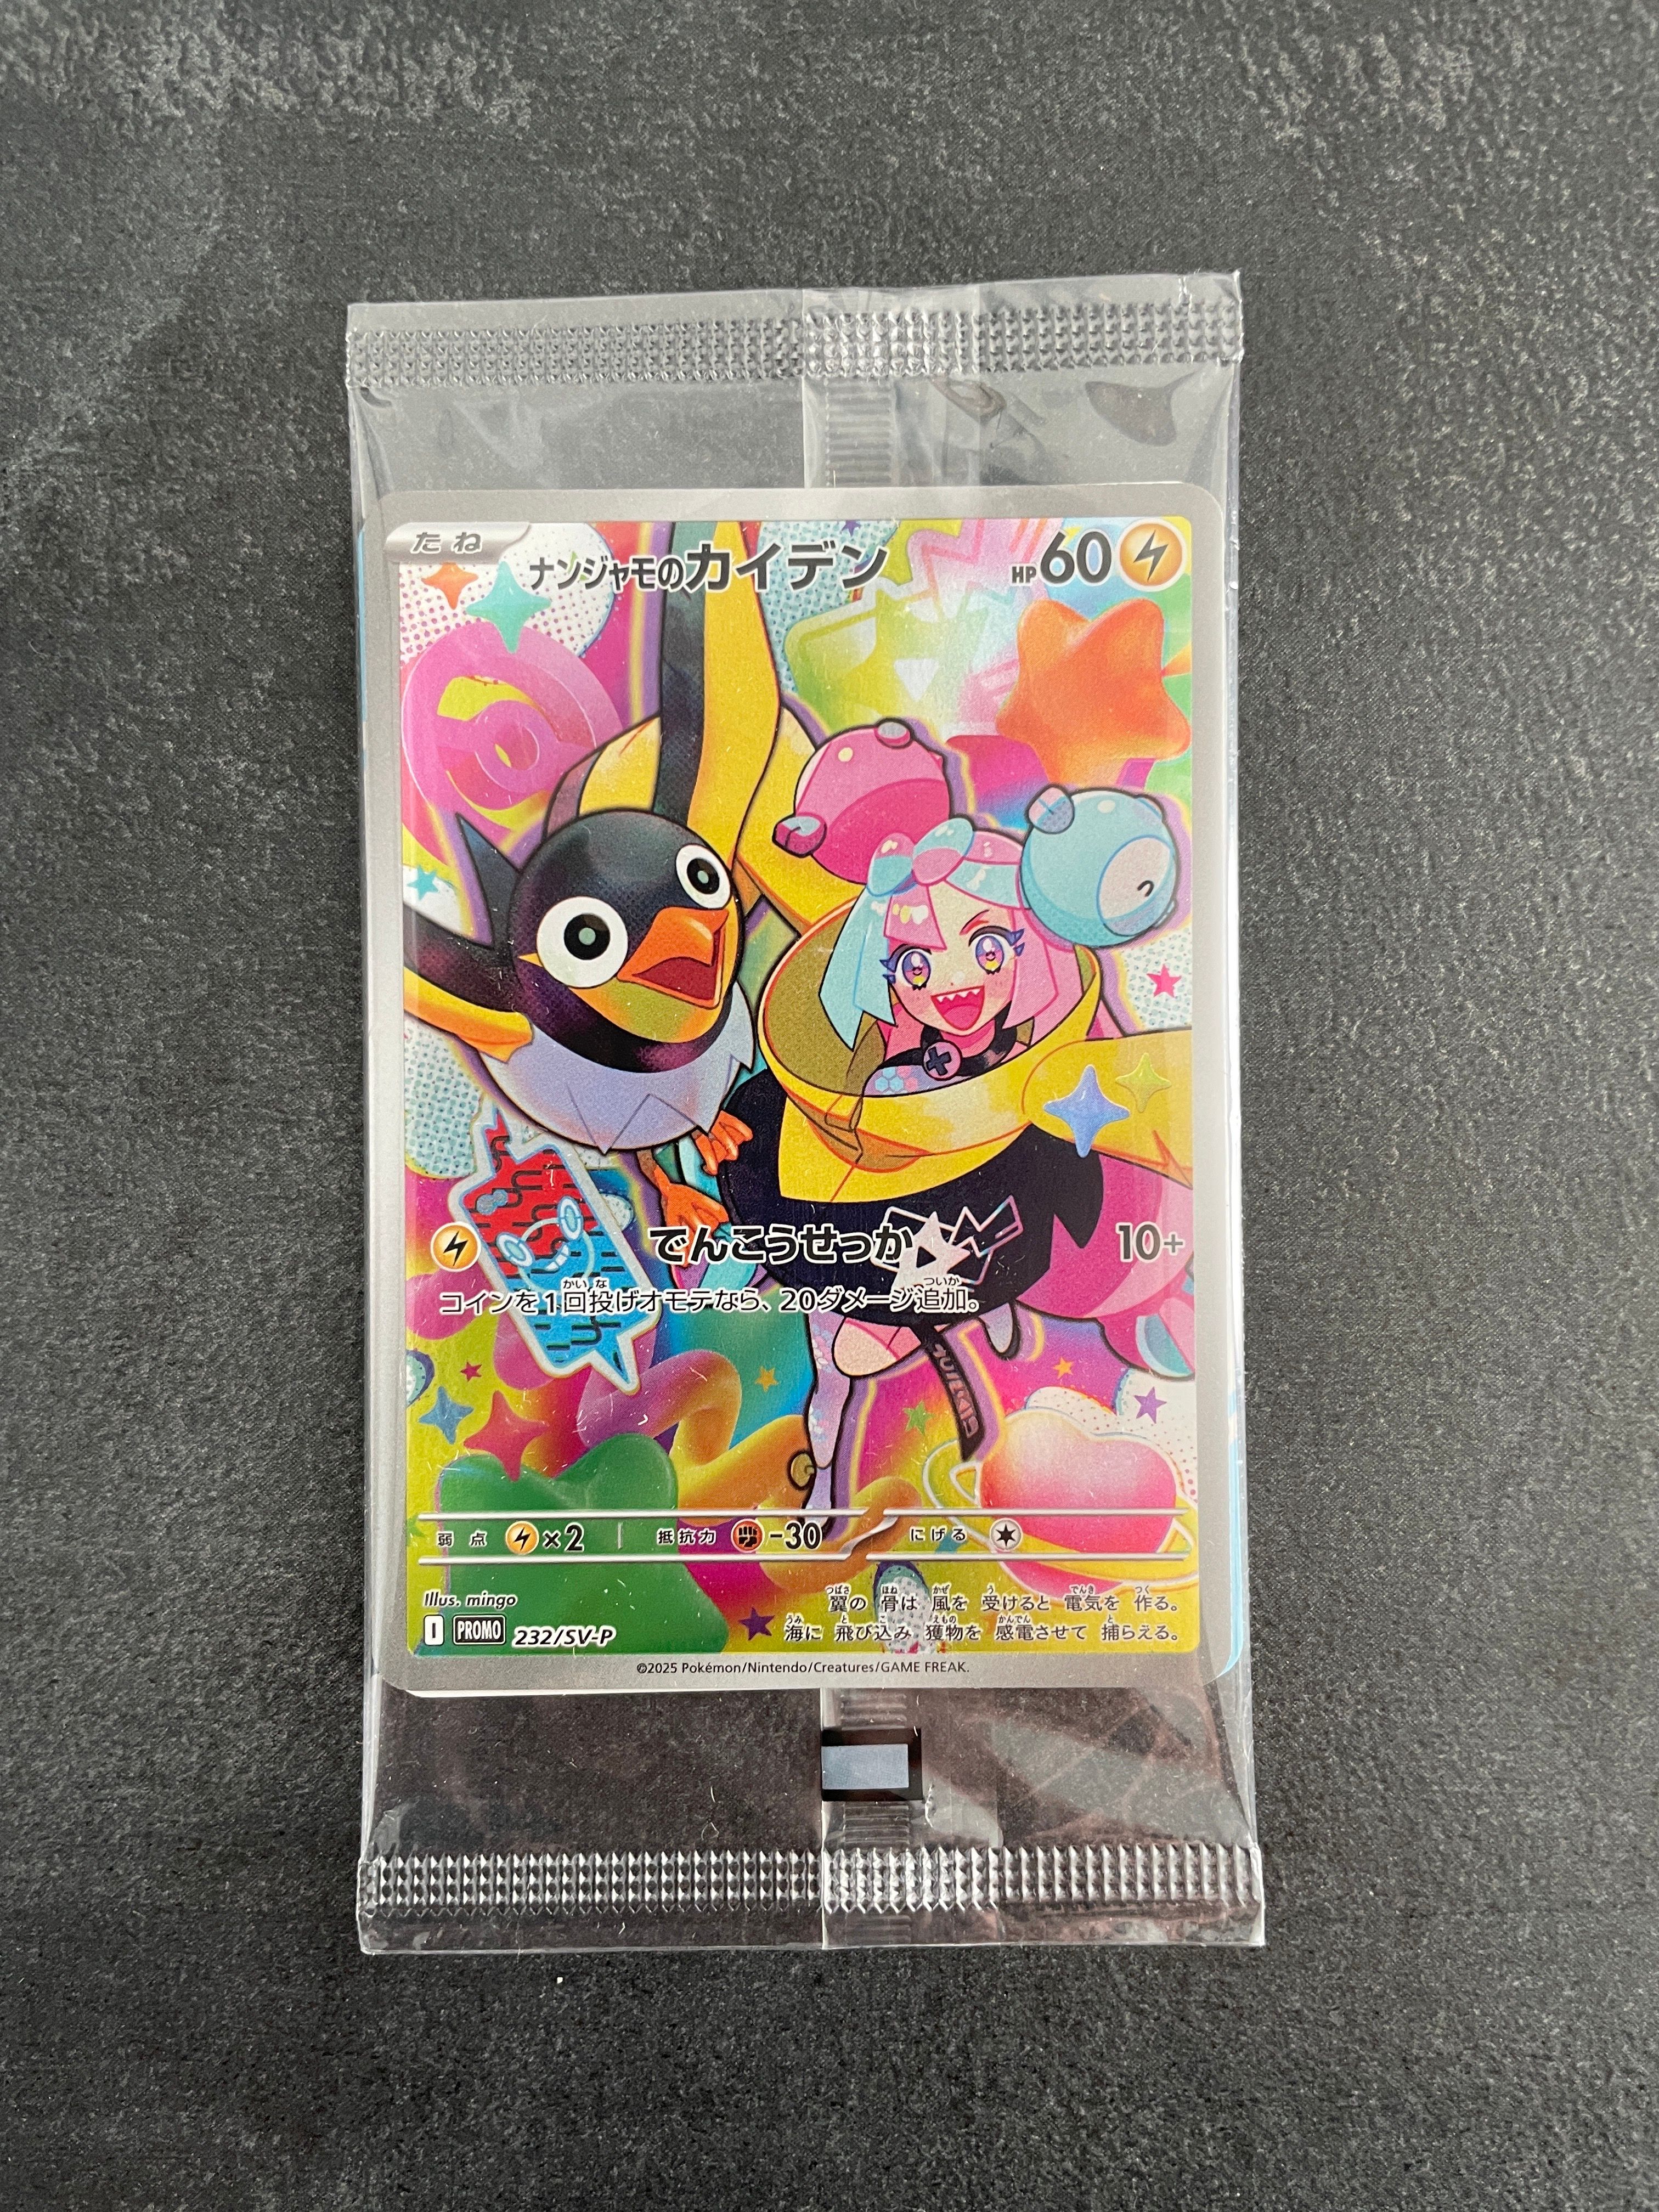 たね
ナンジャモのカイデン HP60
でんこうせっか 10+
コインを1回投げオモテなら、20ダメージ追加。
弱点 ×2 抵抗力 -30 にげる
Illus. mingo
翼の骨は 風を 受けると 電気を 作る。
海に 飛び込み 獲物を 感電させて 捕らえる。
I PROMO 232/SV-P
©2025 Pokémon/Nintendo/Creatures/GAME FREAK.